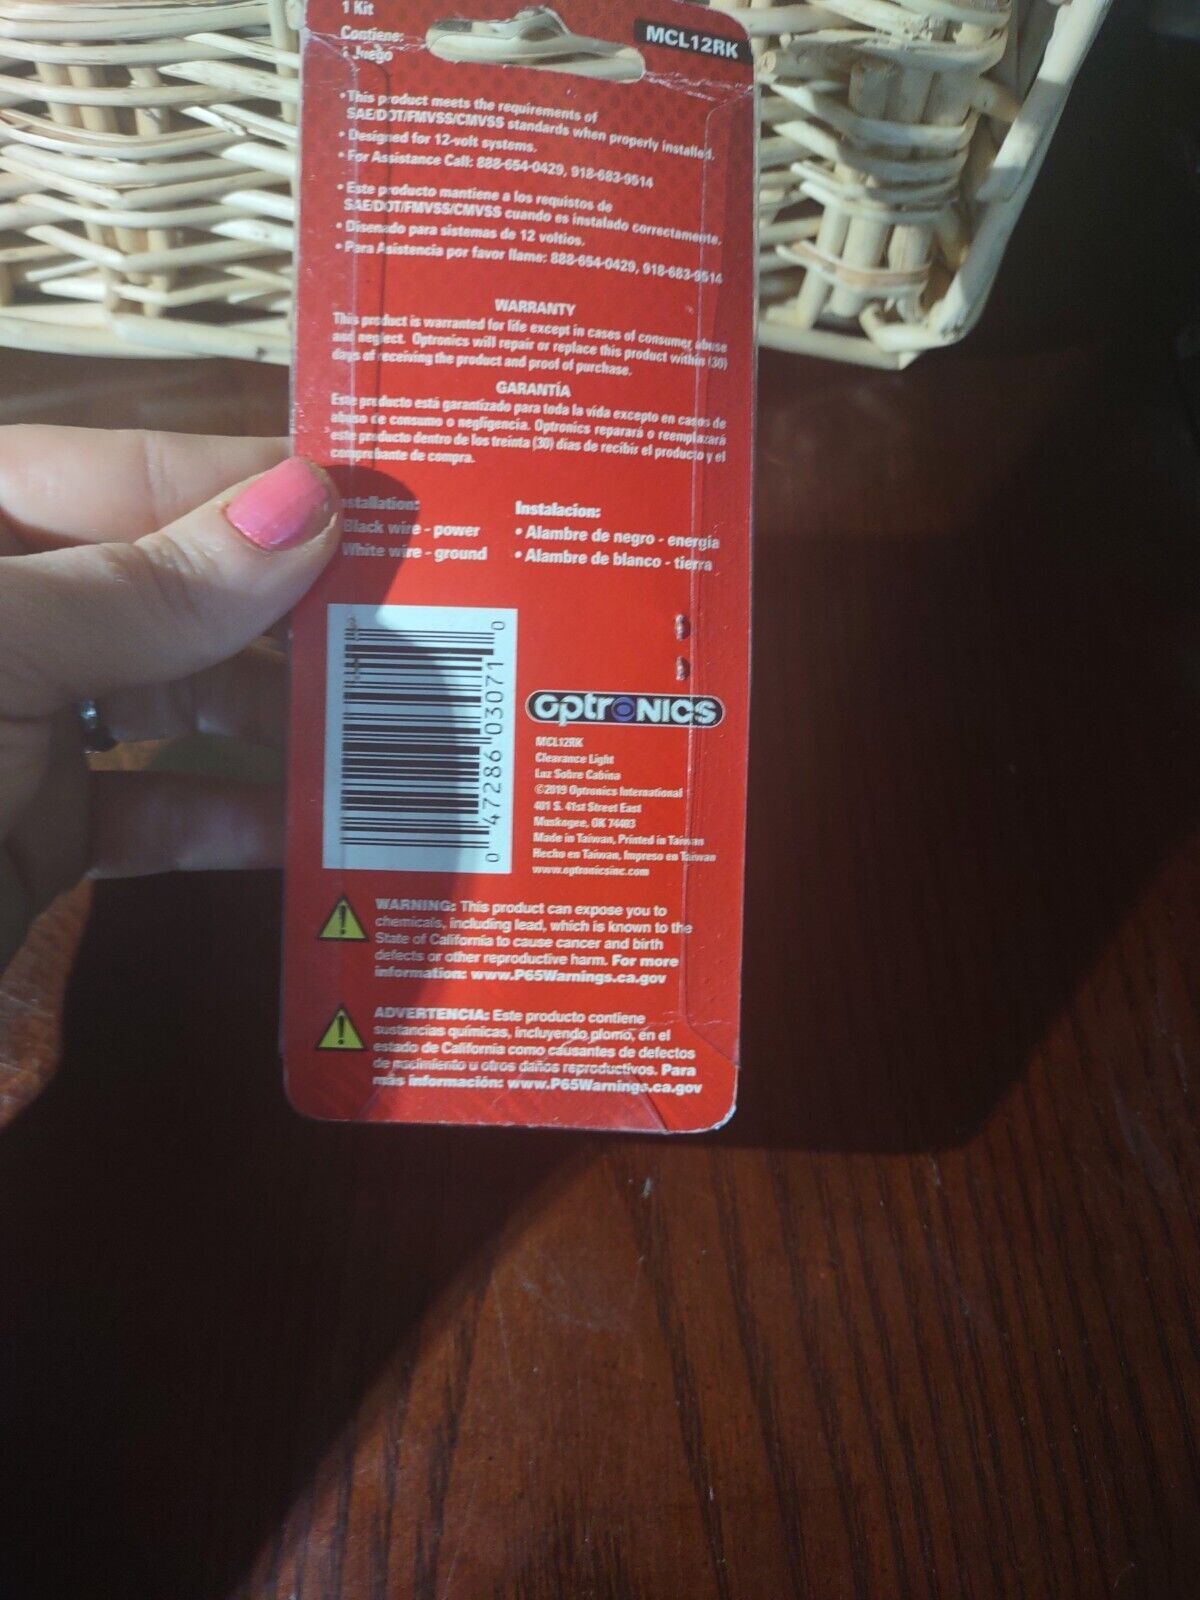 1 Kit
Contiene:
1 Juego
MCL12RK
• This product meets the requirements of
SAE/DOT/FMVSS/CMVSS standards when properly installed.
• Designed for 12-volt systems.
• For Assistance Call: 888-654-0429, 918-683-9514
• Este producto mantiene a los requistos de
SAE/DOT/FMVSS/CMVSS cuando es instalado correctamente.
• Disenado para sistemas de 12 voltios.
• Para Asistencia por favor llame: 888-654-0429, 918-683-9514
WARRANTY
This product is warranted for life except in cases of consumer abuse
and neglect. Optronics will repair or replace this product within (30)
days of receiving the product and proof of purchase.
GARANTÍA
Este producto está garantizado para toda la vida excepto en casos de
abuso de consumo o negligencia. Optronics reparará o reemplazará
este producto dentro de los treinta (30) días de recibir el producto y el
comprobante de compra.
Installation:
Black wire - power
White wire - ground
Instalacion:
• Alambre de negro - energía
• Alambre de blanco - tierra
0 47286 03071 0
optronics
MCL12RK
Clearance Light
Luz Sobre Cabina
©2019 Optronics International
401 S. 41st Street East
Muskogee, OK 74403
Made in Taiwan, Printed in Taiwan
Hecho en Taiwan, Impreso en Taiwan
www.optronicsinc.com
WARNING: This product can expose you to
chemicals, including lead, which is known to the
State of California to cause cancer and birth
defects or other reproductive harm. For more
information: www.P65Warnings.ca.gov
ADVERTENCIA: Este producto contiene
sustancias químicas, incluyendo plomo, en el
estado de California como causantes de defectos
de nacimiento u otros daños reproductivos. Para
más información: www.P65Warnings.ca.gov